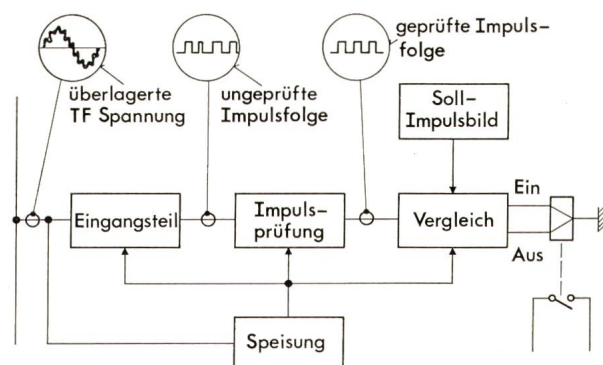 überlagerte
TF Spannung
ungeprüfte
Impulsfolge
geprüfte Impuls-
folge
Soll-
Impulsbild
Eingangsteil
Impuls-
prüfung
Vergleich
Ein
Aus
Speisung